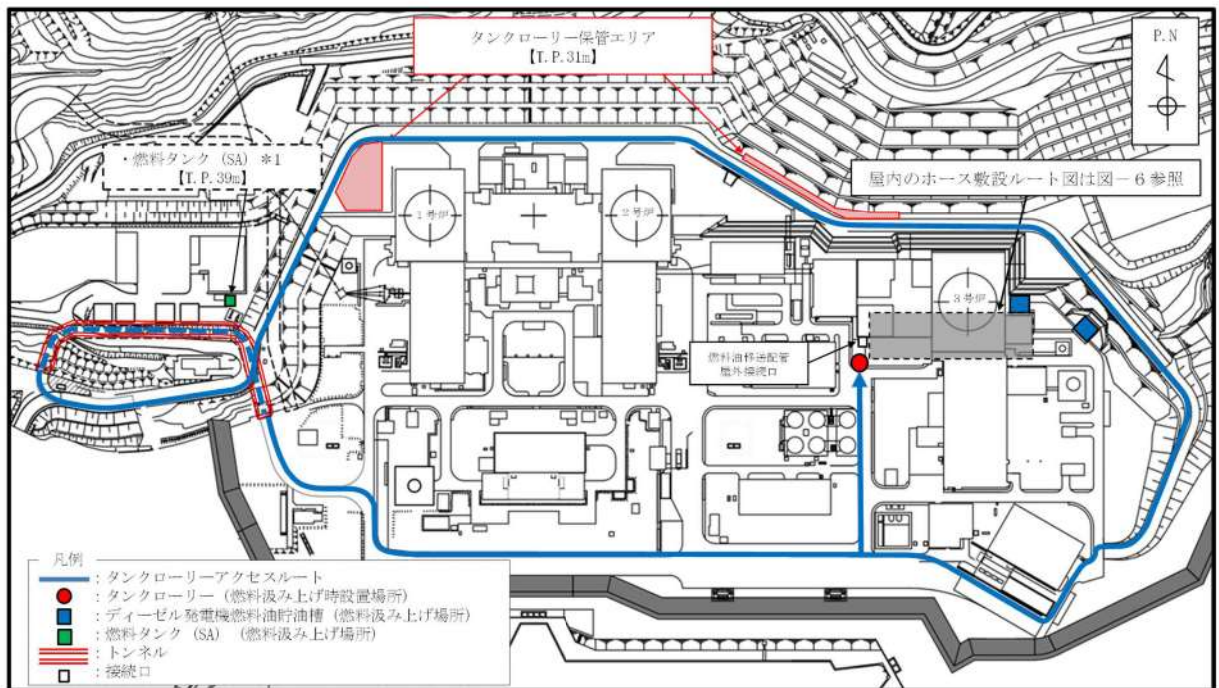 タンクローリー保管エリア
【T.P.31m】
P.N
・燃料タンク (SA) *1
【T.P.39m】
屋内のホース敷設ルート図は図－6参照
1号炉
2号炉
3号炉
燃料油移送配管
屋外接続口
凡例
：タンクローリーアクセスルート
：タンクローリー（燃料汲み上げ時設置場所）
：ディーゼル発電機燃料油貯油槽（燃料汲み上げ場所）
：燃料タンク (SA) （燃料汲み上げ場所）
：トンネル
：接続口